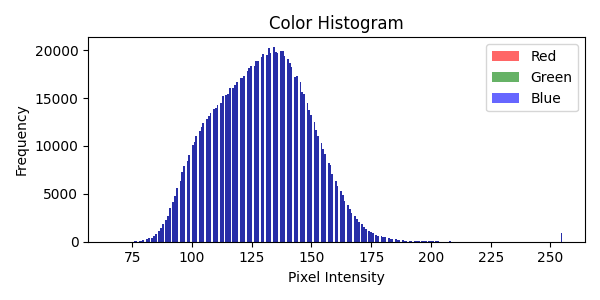 Color Histogram
20000
15000
10000
5000
0
Frequency
75 100 125 150 175 200 225 250
Pixel Intensity
Red
Green
Blue